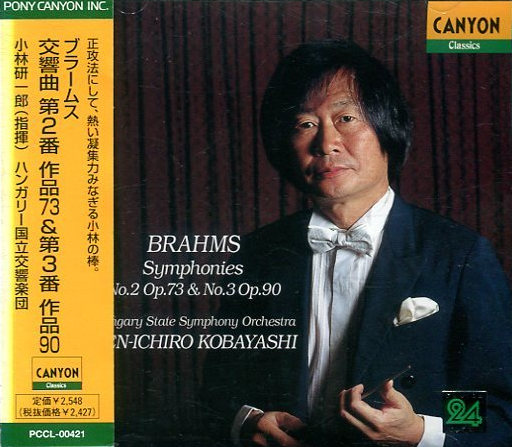 PONY CANYON INC.
正攻法にして、熱い凝集力みなぎる小林の棒。
ブラームス
交響曲 第2番 作品73&第3番 作品90
小林研一郎(指揮) ハンガリー国立交響楽団
CANYON
Classics
定価¥2,548
(税抜価格¥2,427)
PCCL-00421
CANYON
Classics
BRAHMS
Symphonies
No.2 Op.73 & No.3 Op.90
ngary State Symphony Orchestra
EN-ICHIRO KOBAYASHI
24